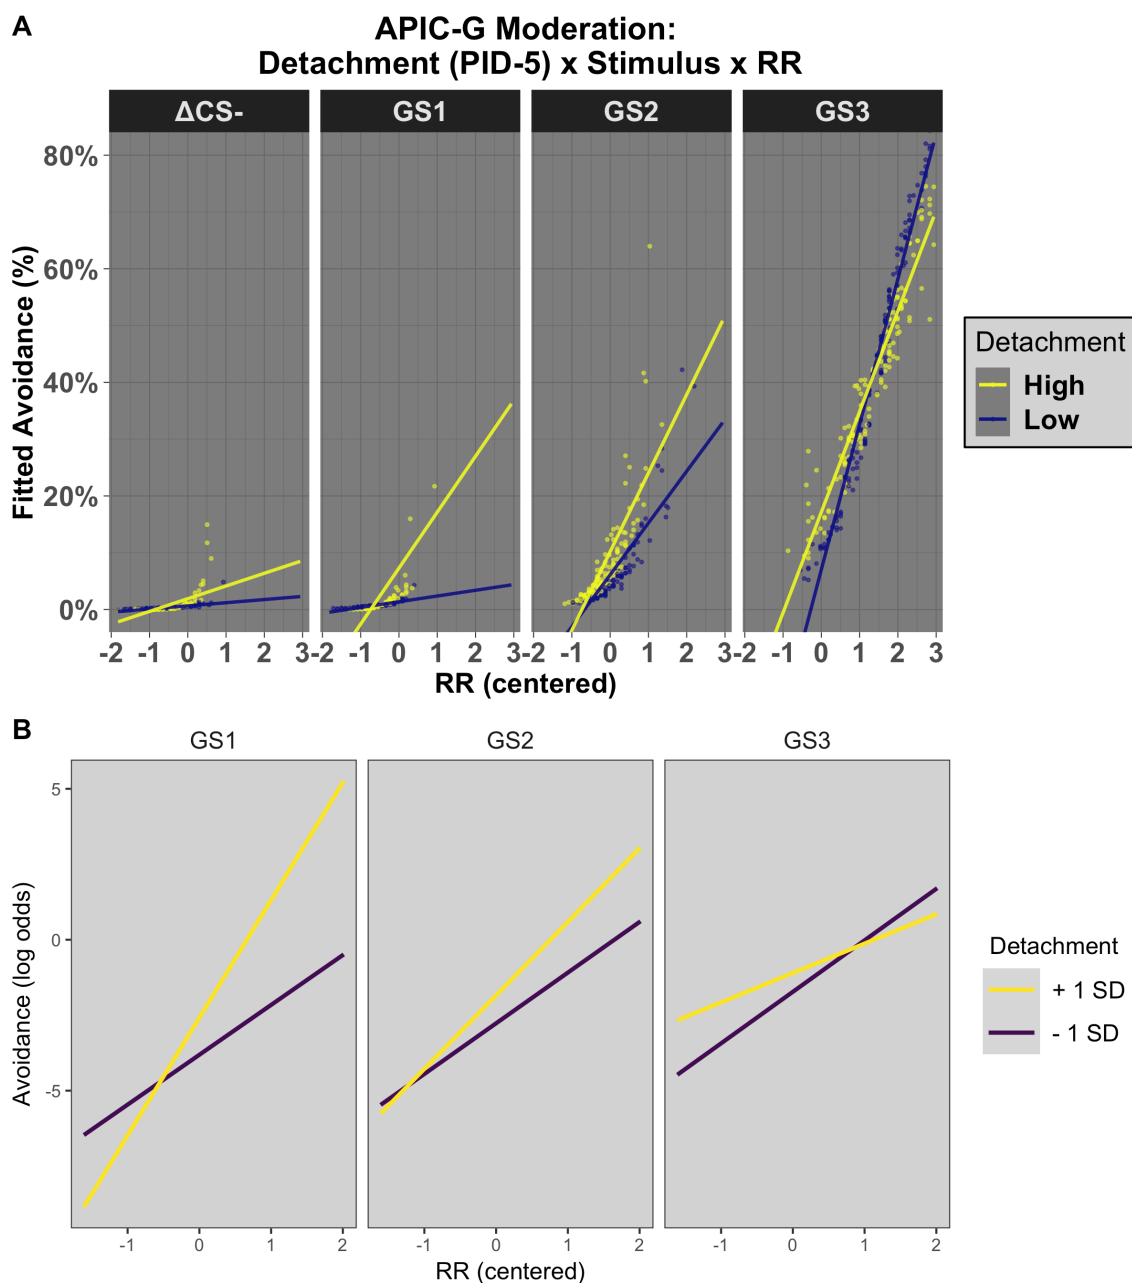 A
APIC-G Moderation:
Detachment (PID-5) x Stimulus x RR
ΔCS- GS1 GS2 GS3
Fitted Avoidance (%)
80%
60%
40%
20%
0%
-2 -1 0 1 2 3 -2 -1 0 1 2 3 -2 -1 0 1 2 3 -2 -1 0 1 2 3
RR (centered)
Detachment
High
Low
B
GS1 GS2 GS3
Avoidance (log odds)
5
0
-5
-1 0 1 2 -1 0 1 2 -1 0 1 2
RR (centered)
Detachment
+ 1 SD
- 1 SD